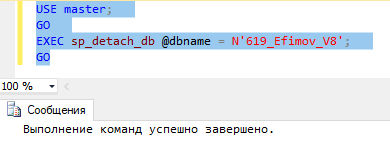 USE master;
GO
EXEC sp_detach_db @dbname = N'619_Efimov_V8';
GO
100 %
Сообщения
Выполнение команд успешно завершено.